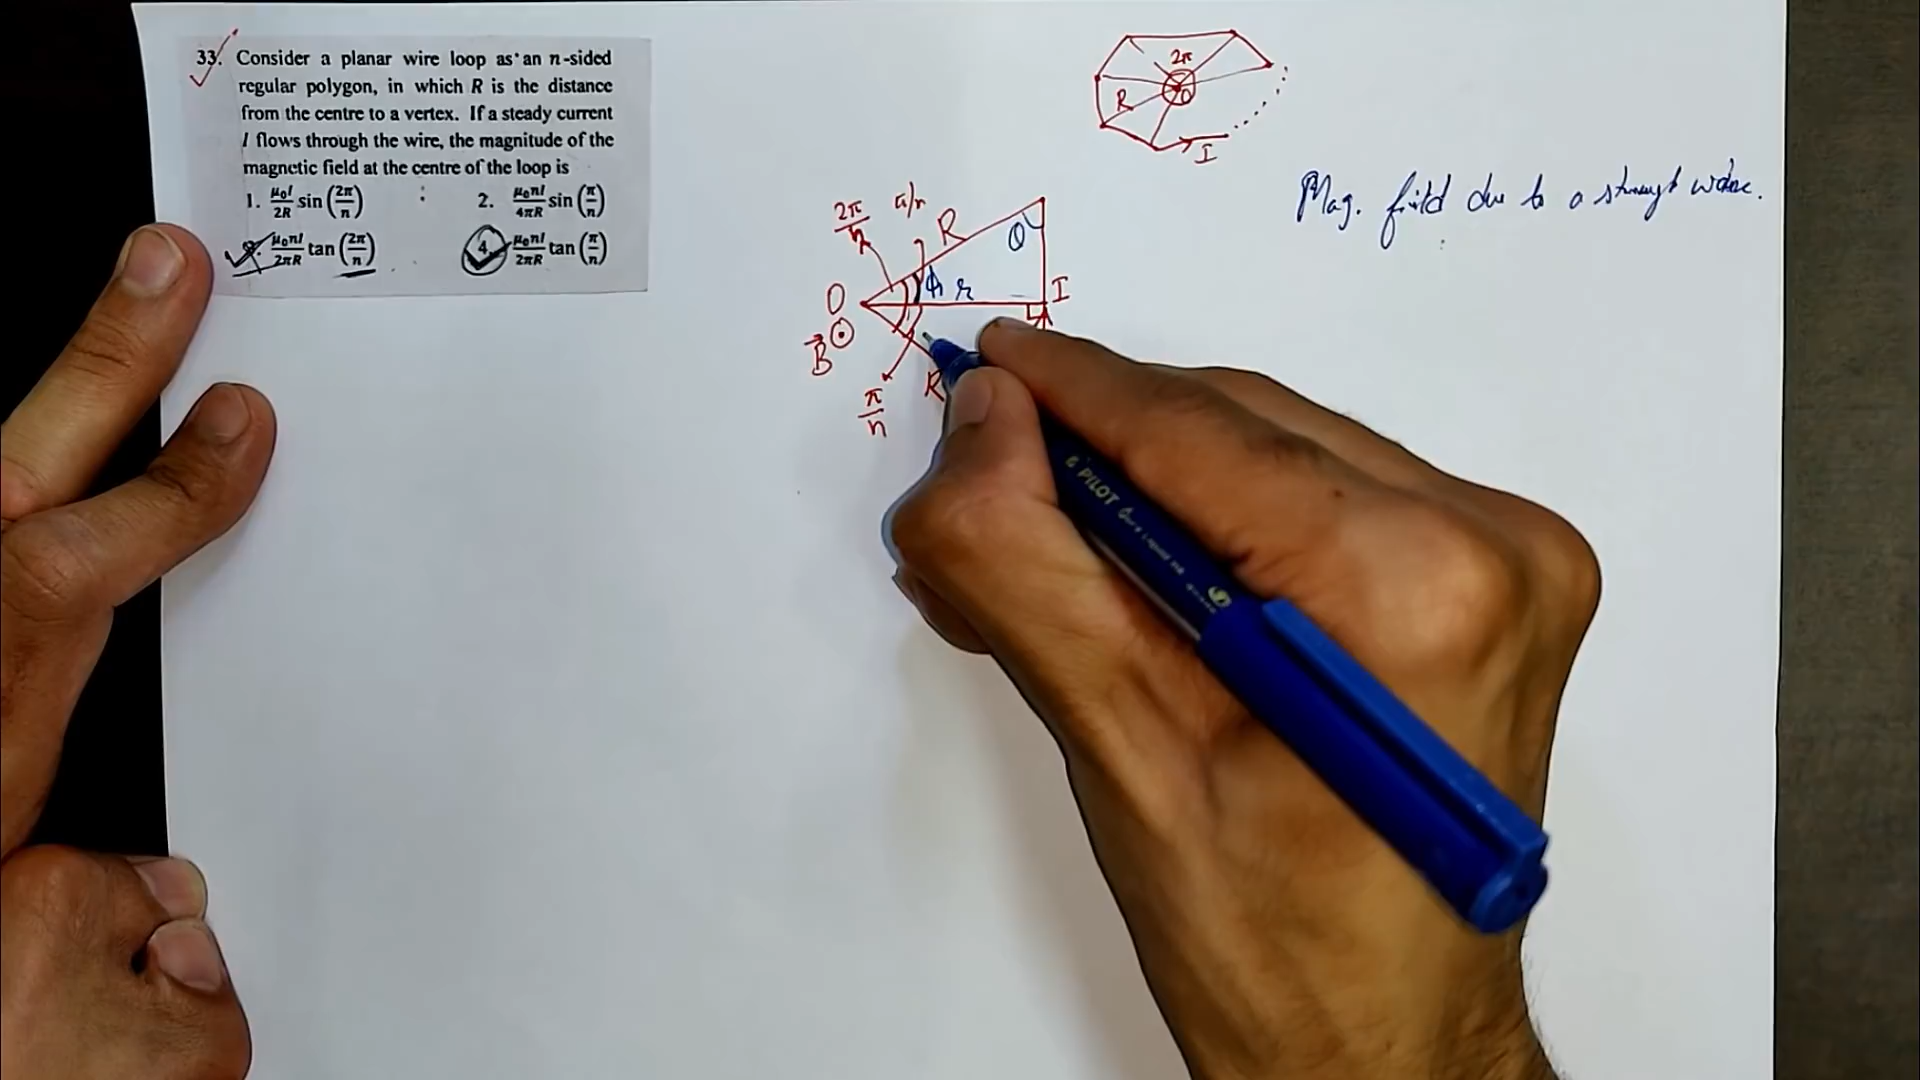 33. Consider a planar wire loop as an n-sided
regular polygon, in which R is the distance
from the centre to a vertex. If a steady current
I flows through the wire, the magnitude of the
magnetic field at the centre of the loop is
1. μ₀I/2R sin (2π/n) 2. μ₀nI/4πR sin (π/n)
3. μ₀nI/2πR tan (2π/n) 4. μ₀nI/2πR tan (π/n)
2π
R
O
I
Mag. field due to a straight wire.
2π/n
π/n
R
θ
ϕ
r
O
I
B⃗
π/n
R
PILOT